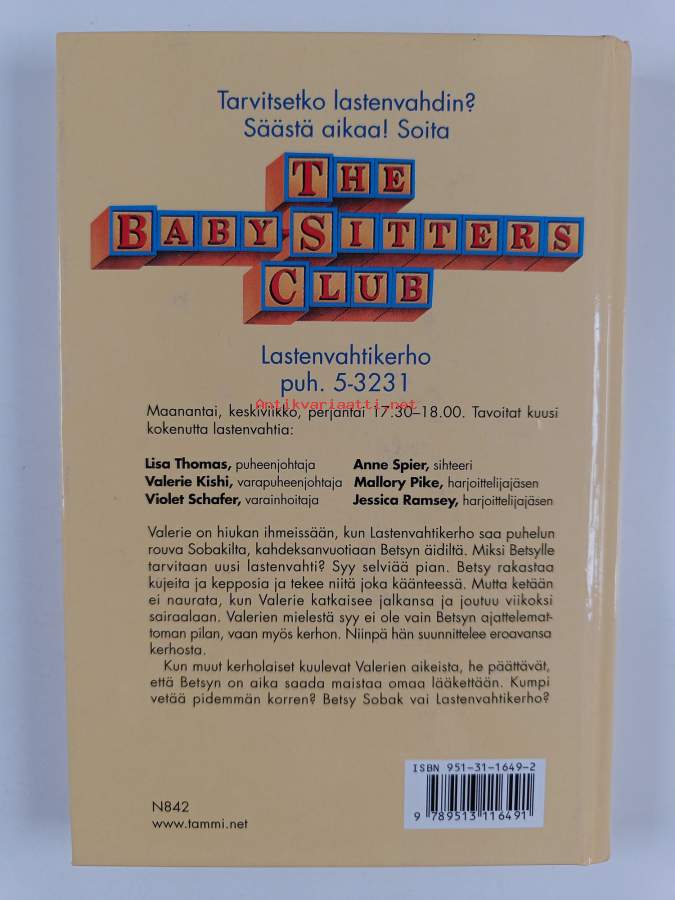 Tarvitsetko lastenvahdin?
Säästä aikaa! Soita
THE
BABY-SITTERS
CLUB
Lastenvahtikerho
puh. 5-3231
Antikvariaatti.net
Maanantai, keskiviikko, perjantai 17.30–18.00. Tavoitat kuusi
kokenutta lastenvahtia:
Lisa Thomas, puheenjohtaja Anne Spier, sihteeri
Valerie Kishi, varapuheenjohtaja Mallory Pike, harjoittelijajäsen
Violet Schafer, varainhoitaja Jessica Ramsey, harjoittelijajäsen
Valerie on hiukan ihmeissään, kun Lastenvahtikerho saa puhelun
rouva Sobakilta, kahdeksanvuotiaan Betsyn äidiltä. Miksi Betsylle
tarvitaan uusi lastenvahti? Syy selviää pian. Betsy rakastaa
kujeita ja kepposia ja tekee niitä joka käänteessä. Mutta ketään
ei naurata, kun Valerie katkaisee jalkansa ja joutuu viikoksi
sairaalaan. Valerien mielestä syy ei ole vain Betsyn ajattelemat-
toman pilan, vaan myös kerhon. Niinpä hän suunnittelee eroavansa
kerhosta.
Kun muut kerholaiset kuulevat Valerien aikeista, he päättävät,
että Betsyn on aika saada maistaa omaa lääkettään. Kumpi
vetää pidemmän korren? Betsy Sobak vai Lastenvahtikerho?
ISBN 951-31-1649-2
9 789513 116491
N842
www.tammi.net